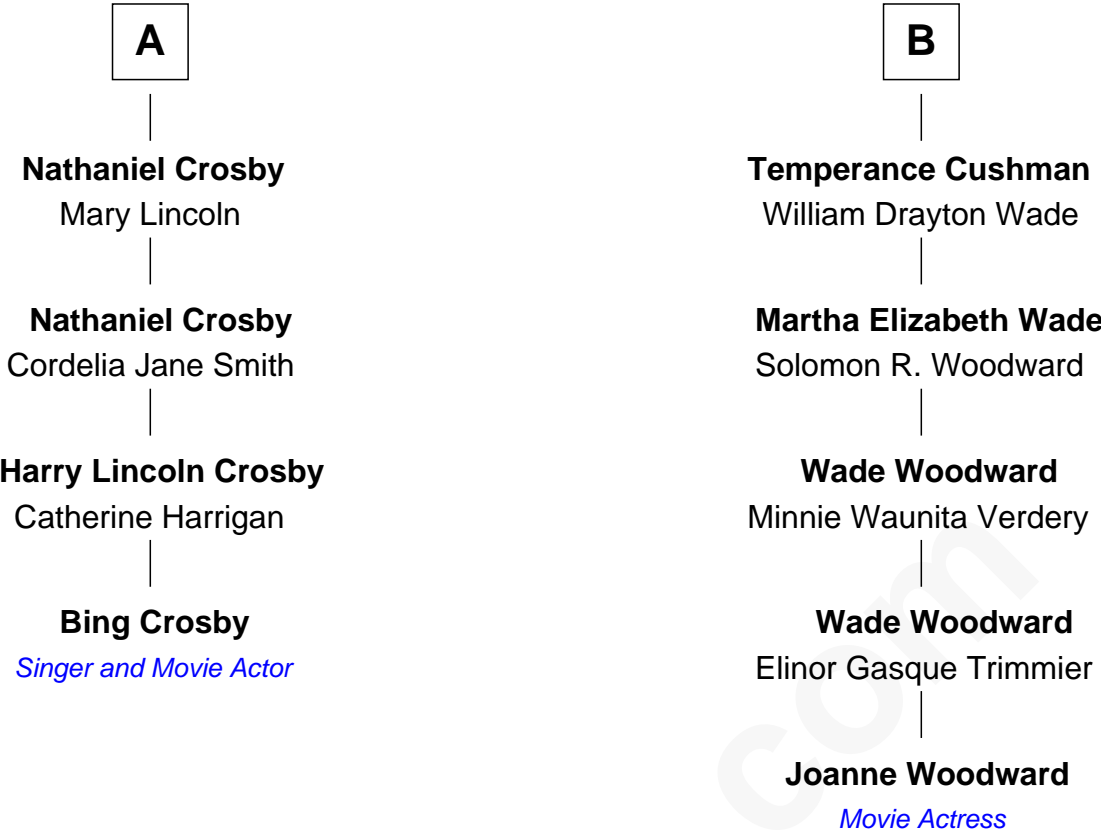 A
Nathaniel Crosby
Mary Lincoln
Nathaniel Crosby
Cordelia Jane Smith
Harry Lincoln Crosby
Catherine Harrigan
Bing Crosby
Singer and Movie Actor
B
Temperance Cushman
William Drayton Wade
Martha Elizabeth Wade
Solomon R. Woodward
Wade Woodward
Minnie Waunita Verdery
Wade Woodward
Elinor Gasque Trimmier
Joanne Woodward
Movie Actress
com